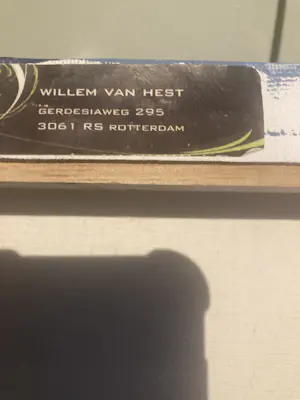 WILLEM VAN HEST
GERDESIAWEG 295
3061 RS ROTTERDAM